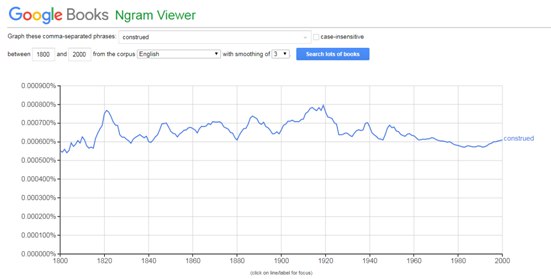 Google Books Ngram Viewer
Graph these comma-separated phrases: construed case-insensitive
between 1800 and 2000 from the corpus English with smoothing of 3 Search lots of books
0.000900%
0.000800%
0.000700%
0.000600%
0.000500%
0.000400%
0.000300%
0.000200%
0.000100%
0.000000%
construed
1800 1820 1840 1860 1880 1900 1920 1940 1960 1980 2000
(click on line/label for focus)